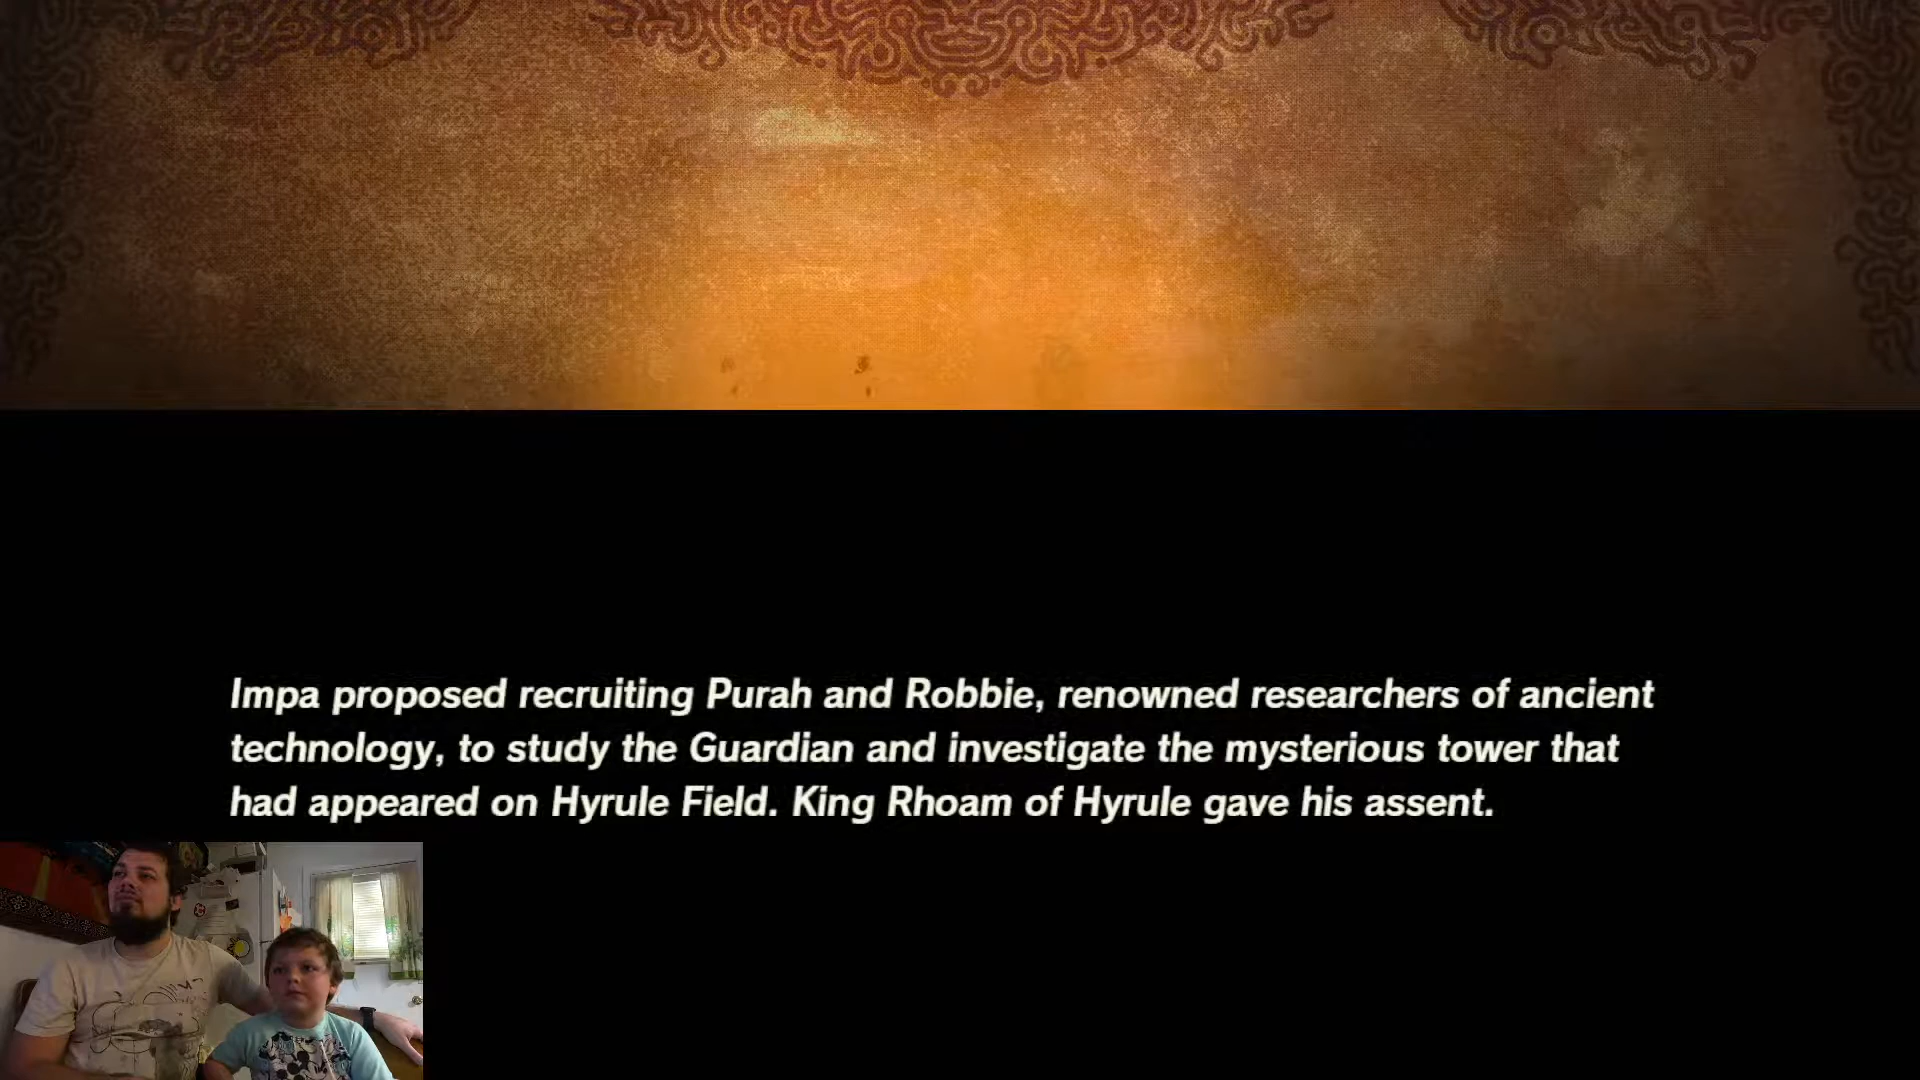 Impa proposed recruiting Purah and Robbie, renowned researchers of ancient
technology, to study the Guardian and investigate the mysterious tower that
had appeared on Hyrule Field. King Rhoam of Hyrule gave his assent.